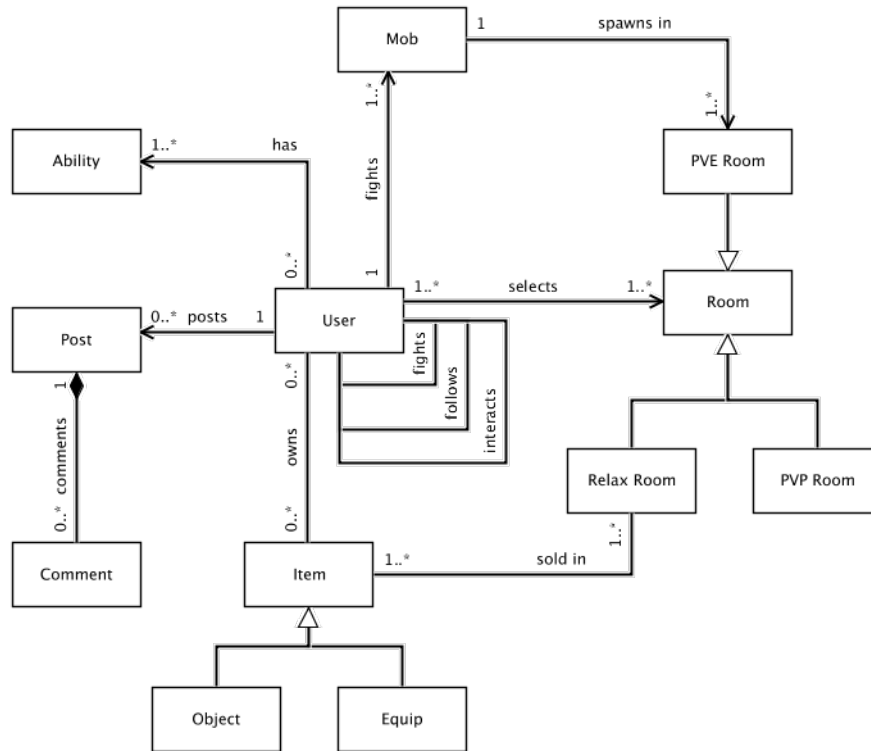 Mob
1
spawns in
1..*
1..*
Ability
1..*
has
PVE Room
fights
0..*
1
1..*
selects
1..*
Room
Post
0..*
posts
1
User
0..*
fights
follows
interacts
1
comments
owns
Relax Room
PVP Room
0..*
0..*
1..*
1..*
sold in
Comment
Item
Object
Equip